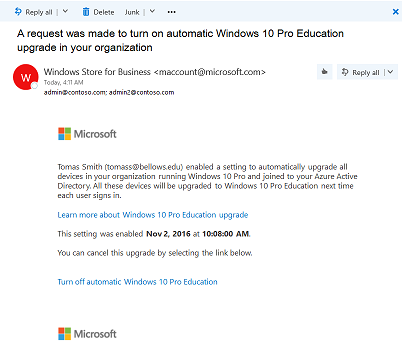 Reply all | Delete Junk | ...
A request was made to turn on automatic Windows 10 Pro Education
upgrade in your organization
W
Windows Store for Business <maccount@microsoft.com>
Today, 4:11 AM
admin@contoso.com; admin2@contoso.com
Reply all |
Microsoft
Tomas Smith (tomass@bellows.edu) enabled a setting to automatically upgrade all
devices in your organization running Windows 10 Pro and joined to your Azure Active
Directory. All these devices will be upgraded to Windows 10 Pro Education next time
each user signs in.
Learn more about Windows 10 Pro Education upgrade
This setting was enabled Nov 2, 2016 at 10:08:00 AM.
You can cancel this upgrade by selecting the link below.
Turn off automatic Windows 10 Pro Education
Microsoft